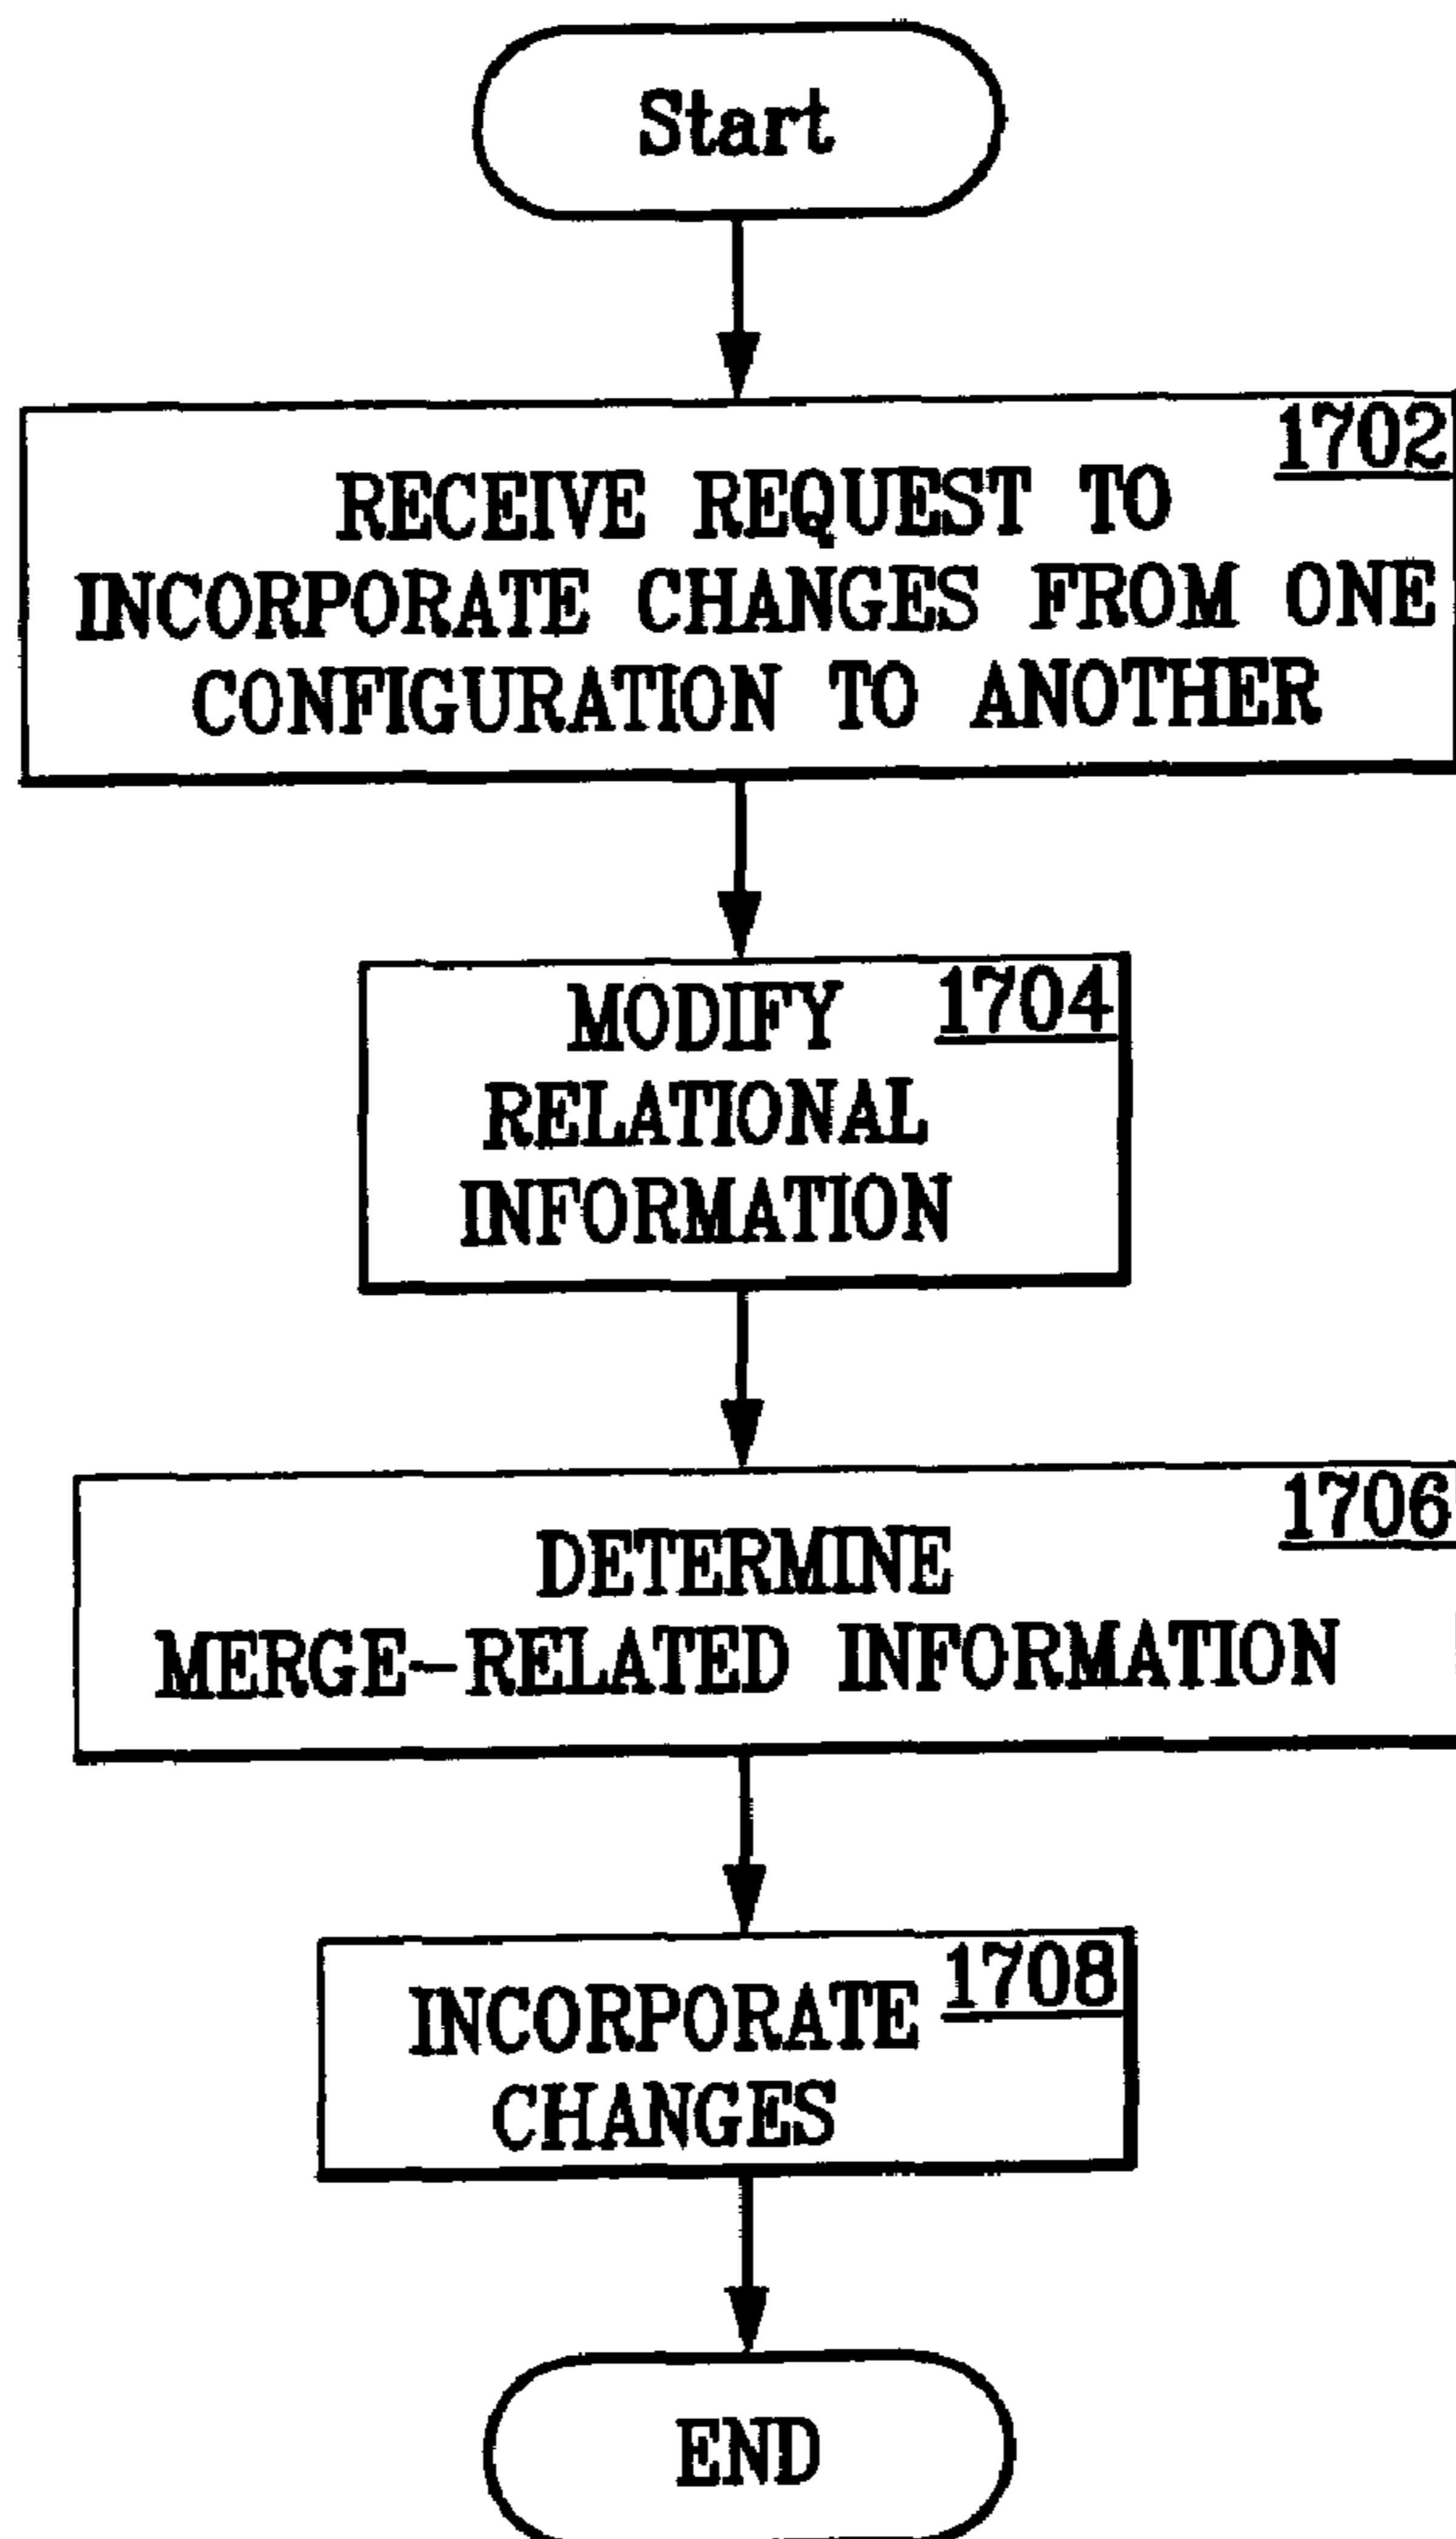 Start
1702
RECEIVE REQUEST TO
INCORPORATE CHANGES FROM ONE
CONFIGURATION TO ANOTHER
1704
MODIFY
RELATIONAL
INFORMATION
1706
DETERMINE
MERGE-RELATED INFORMATION
1708
INCORPORATE
CHANGES
END